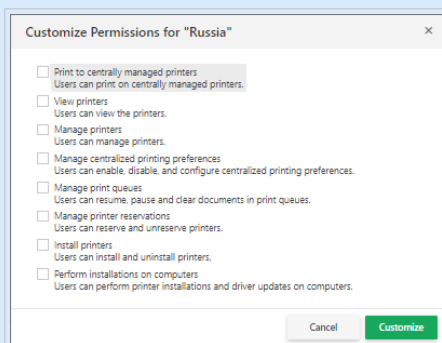 Customize Permissions for "Russia"
×
Print to centrally managed printers
Users can print on centrally managed printers.
View printers
Users can view the printers.
Manage printers
Users can manage printers.
Manage centralized printing preferences
Users can enable, disable, and configure centralized printing preferences.
Manage print queues
Users can resume, pause and clear documents in print queues.
Manage printer reservations
Users can reserve and unreserve printers.
Install printers
Users can install and uninstall printers.
Perform installations on computers
Users can perform printer installations and driver updates on computers.
Cancel Customize